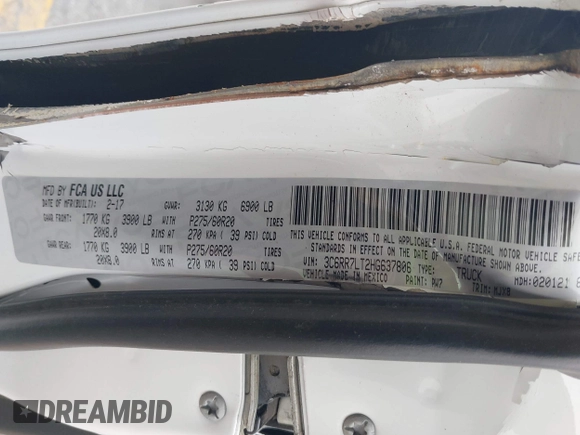 MFD BY FCA US LLC
DATE OF MFR(BUILT): 2-17 GVWR: 3130 KG 6900 LB
GAWR FRONT: 1770 KG 3900 LB WITH P275/60R20 TIRES
20X8.0 RIMS AT 270 KPA ( 39 PSI) COLD
GAWR REAR: 1770 KG 3900 LB WITH P275/60R20 TIRES
20X8.0 RIMS AT 270 KPA ( 39 PSI) COLD
THIS VEHICLE CONFORMS TO ALL APPLICABLE U.S.A. FEDERAL MOTOR VEHICLE SAFE
STANDARDS IN EFFECT ON THE DATE OF MANUFACTURE SHOWN ABOVE.
VIN: 3C6RR7LT2HG637806 TYPE: TRUCK
VEHICLE MADE IN MEXICO PAINT: PW7 TRIM: MDH:020121
DREAMBID